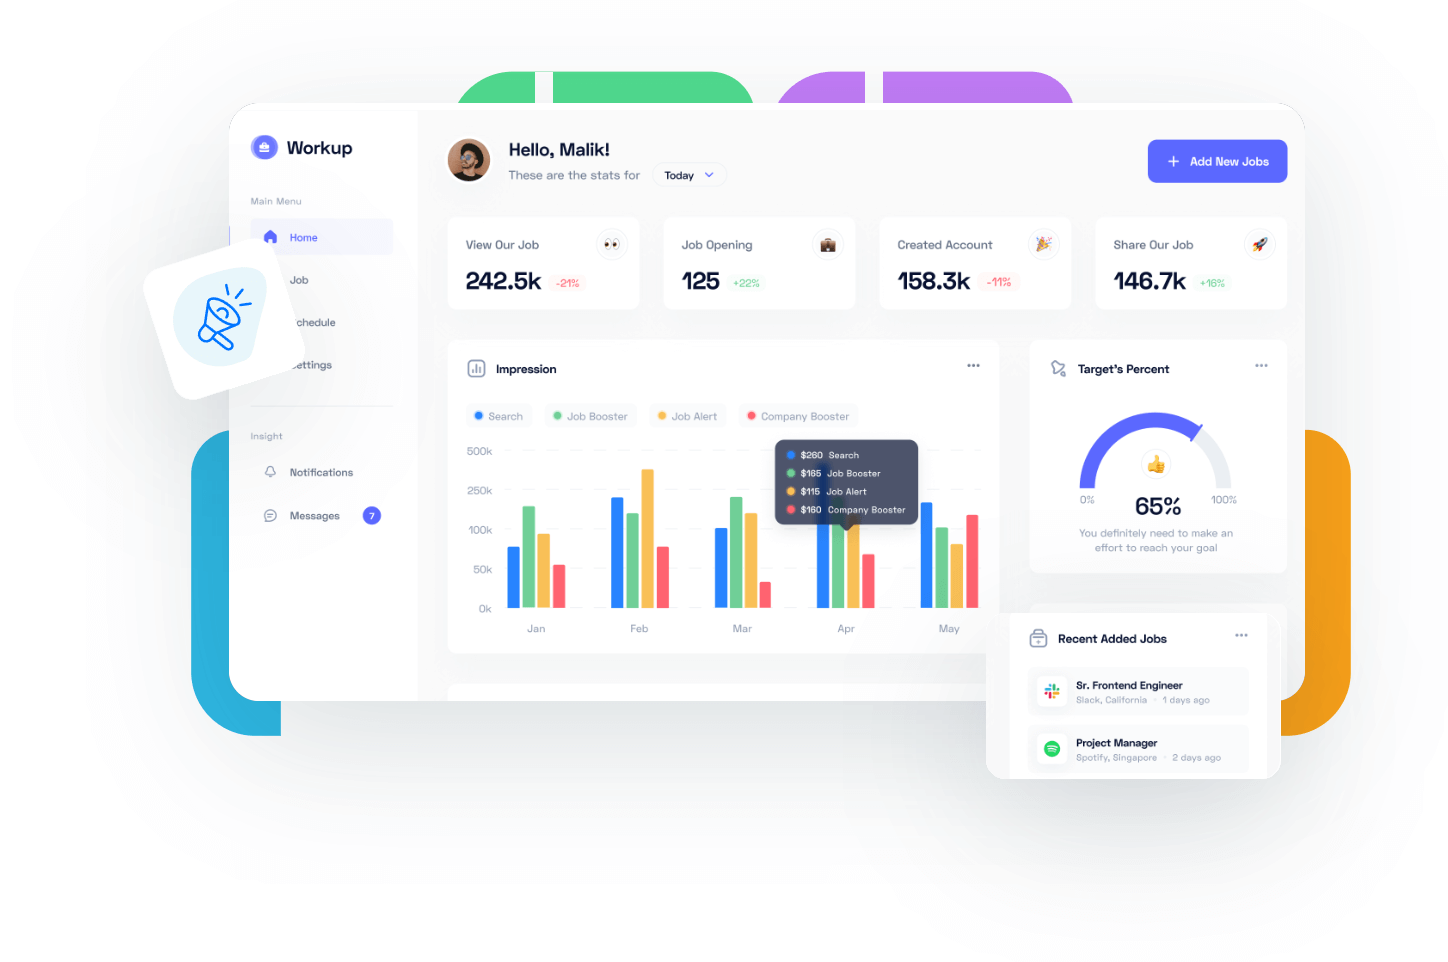 Workup
Main Menu
Home
Job
chedule
ettings
Insight
Notifications
Messages 7
Hello, Malik!
These are the stats for Today
+ Add New Jobs
View Our Job
242.5k -21%
Job Opening
125 +22%
Created Account
158.3k -11%
Share Our Job
146.7k +16%
Impression
Search Job Booster Job Alert Company Booster
500k
250k
100k
50k
0k
$260 Search
$165 Job Booster
$115 Job Alert
$160 Company Booster
Jan Feb Mar Apr May
Target's Percent
0% 100%
65%
You definitely need to make an
effort to reach your goal
Recent Added Jobs
Sr. Frontend Engineer
Slack, California · 1 days ago
Project Manager
Spotify, Singapore · 2 days ago